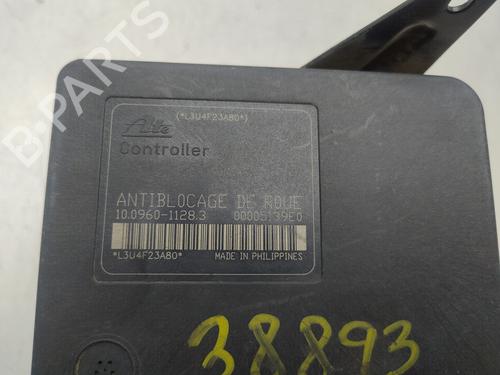 B-PARTS
(*L3U4F23A80*)
Ate
Controller
ANTIBLOCAGE DE ROUE
10.0960-1128.3 00005139E0
*L3U4F23A80* MADE IN PHILIPPINES
38893